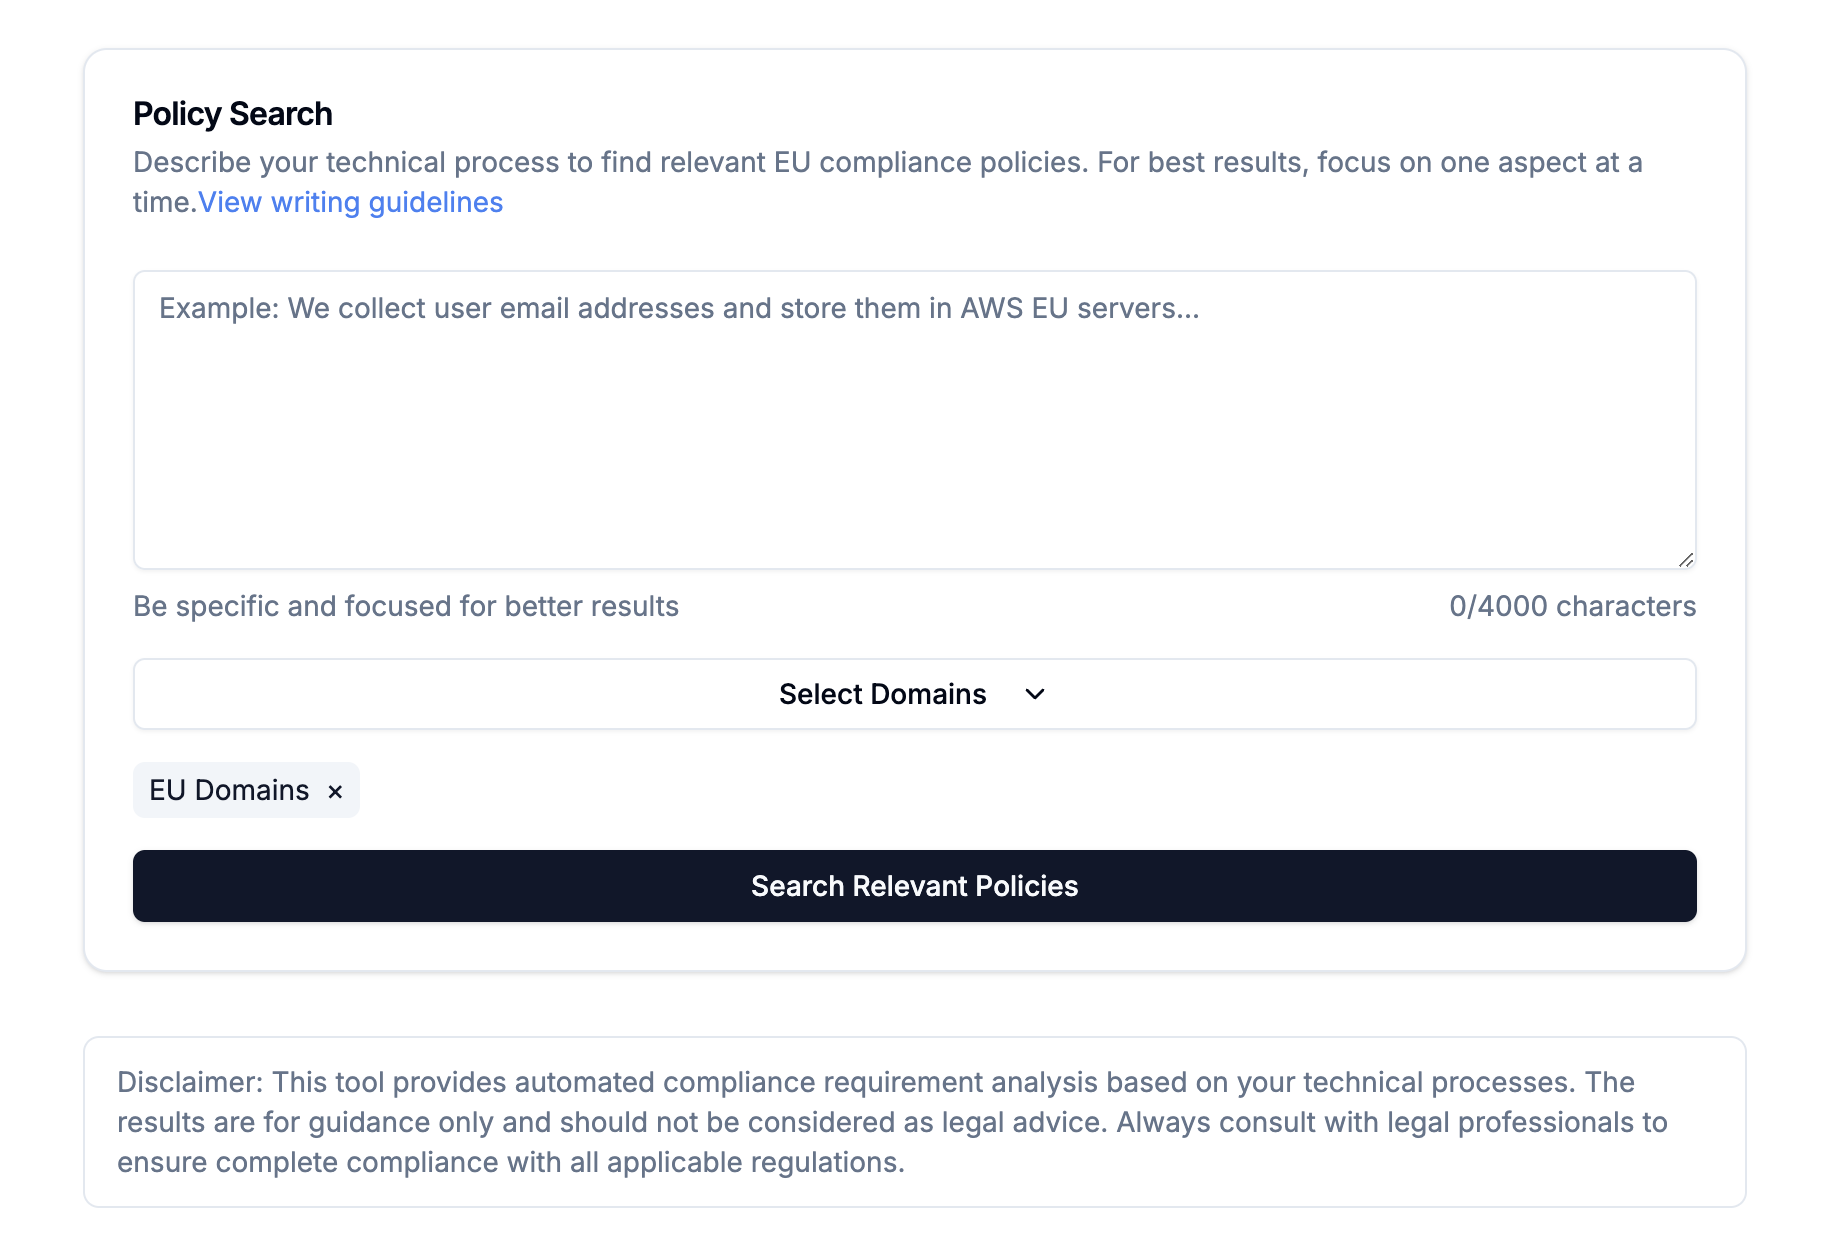 Policy Search
Describe your technical process to find relevant EU compliance policies. For best results, focus on one aspect at a
time.View writing guidelines
Example: We collect user email addresses and store them in AWS EU servers...
Be specific and focused for better results
0/4000 characters
Select Domains
EU Domains ×
Search Relevant Policies
Disclaimer: This tool provides automated compliance requirement analysis based on your technical processes. The
results are for guidance only and should not be considered as legal advice. Always consult with legal professionals to
ensure complete compliance with all applicable regulations.